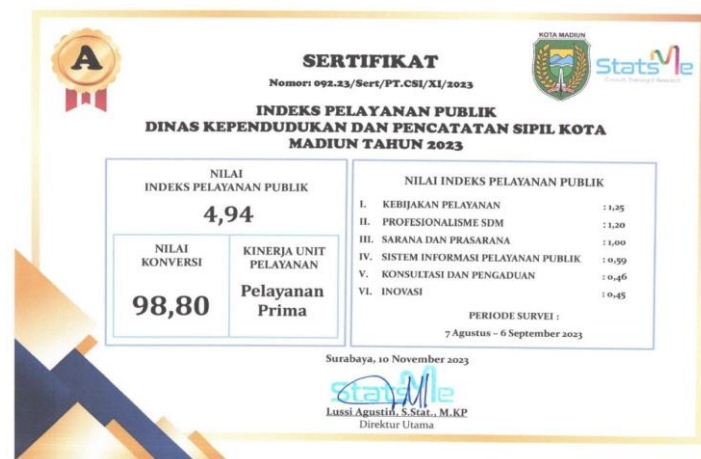 A
SERTIFIKAT
Nomor: 092.23/Sert/PT.CSI/XI/2023
KOTA MADIUN
StatsMe
Consult, Training & Research
INDEKS PELAYANAN PUBLIK
DINAS KEPENDUDUKAN DAN PENCATATAN SIPIL KOTA
MADIUN TAHUN 2023
NILAI
INDEKS PELAYANAN PUBLIK
4,94
NILAI
KONVERSI
98,80
KINERJA UNIT
PELAYANAN
Pelayanan
Prima
NILAI INDEKS PELAYANAN PUBLIK
I. KEBIJAKAN PELAYANAN : 1,25
II. PROFESIONALISME SDM : 1,20
III. SARANA DAN PRASARANA : 1,00
IV. SISTEM INFORMASI PELAYANAN PUBLIK : 0,59
V. KONSULTASI DAN PENGADUAN : 0,46
VI. INOVASI : 0,45
PERIODE SURVEI :
7 Agustus – 6 September 2023
Surabaya, 10 November 2023
StatsMe
Lussi Agustin, S.Stat., M.KP
Direktur Utama